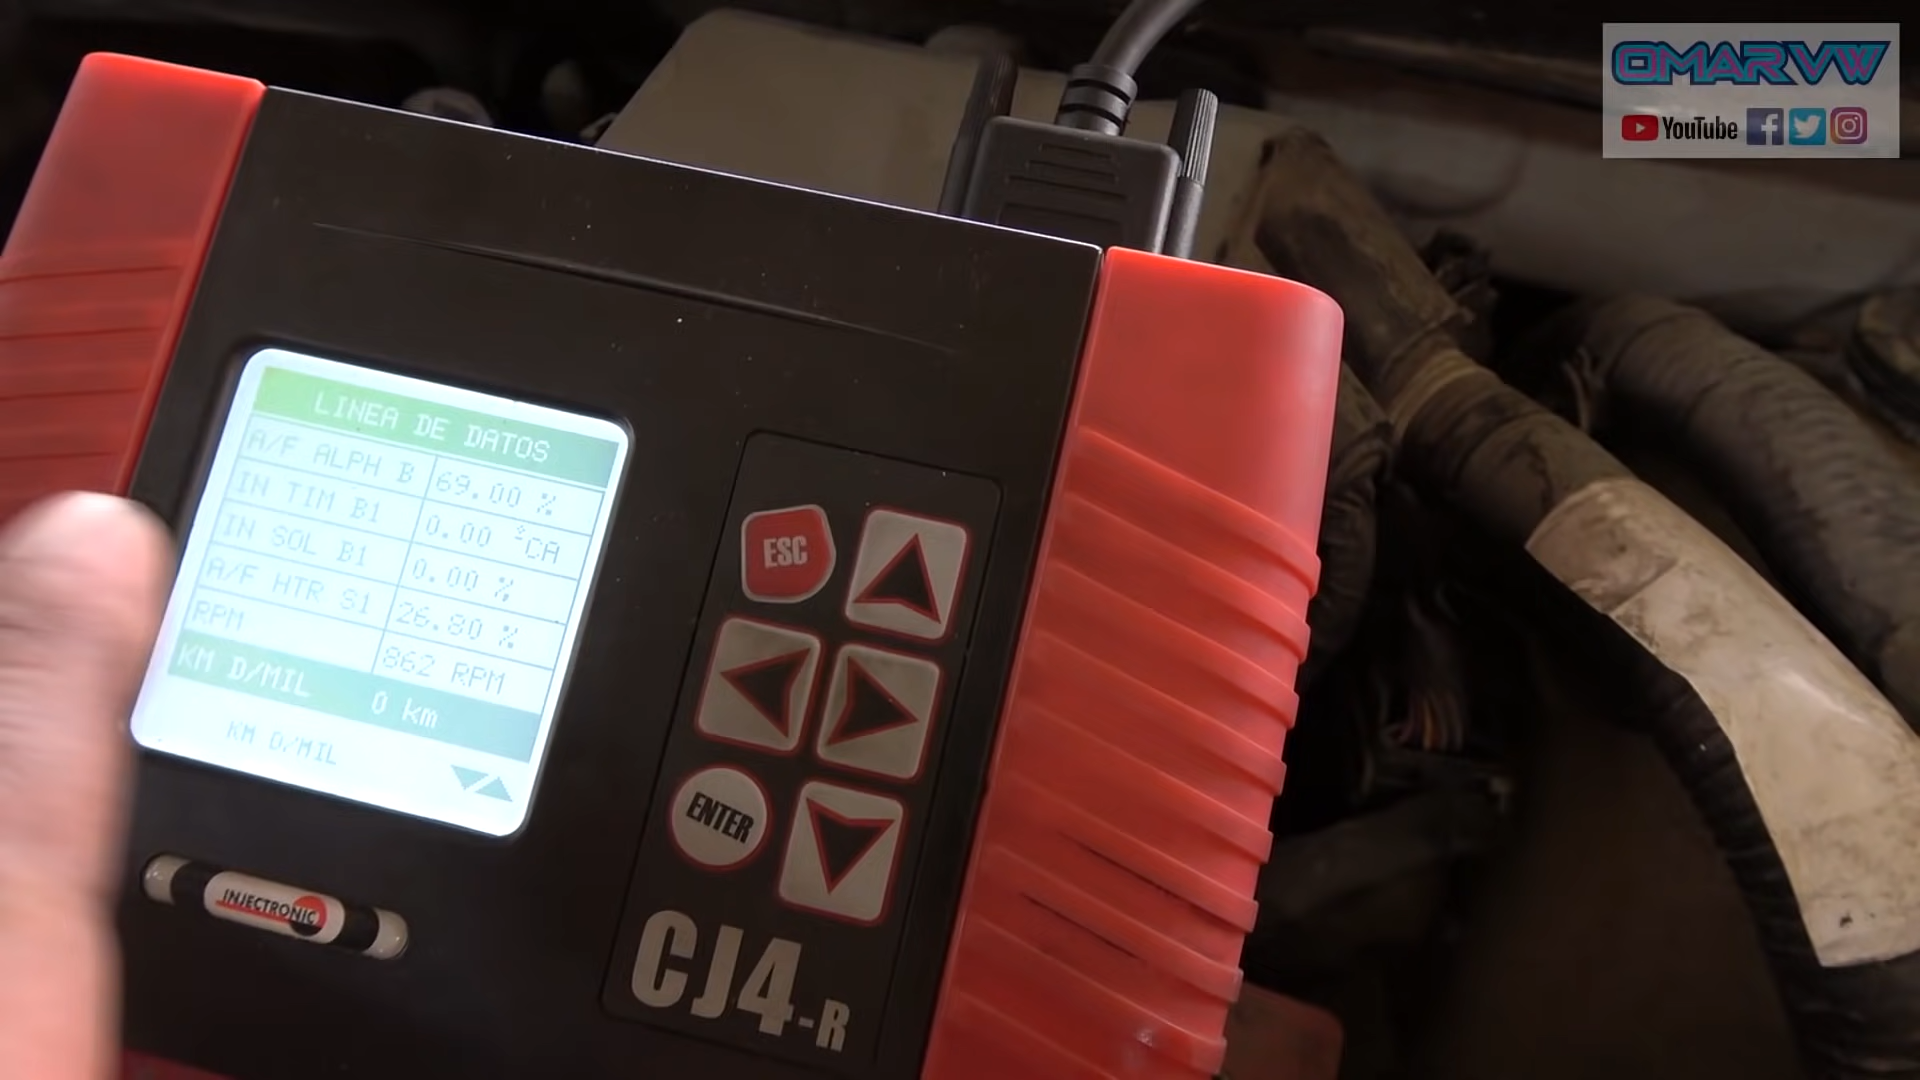 OMARVW
YouTube
LINEA DE DATOS
A/F ALPH B 69.00 %
IN TIM B1 0.00 °CA
IN SOL B1 0.00 %
A/F HTR S1 26.80 %
RPM 862 RPM
KM D/MIL 0 km
KM D/MIL
ESC
ENTER
INJECTRONIC
CJ4-R